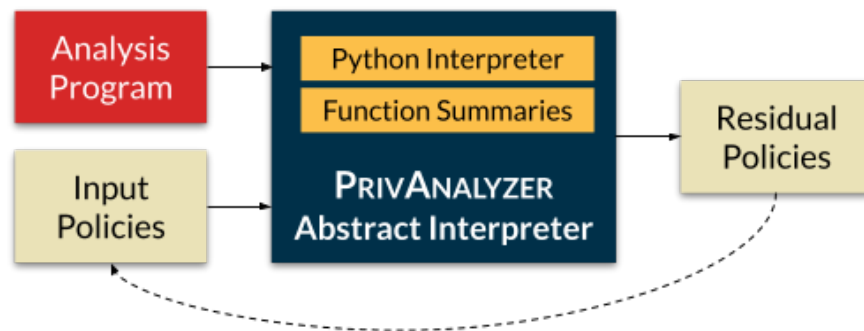 Analysis
Program
Input
Policies
Python Interpreter
Function Summaries
PRIVANALYZER
Abstract Interpreter
Residual
Policies